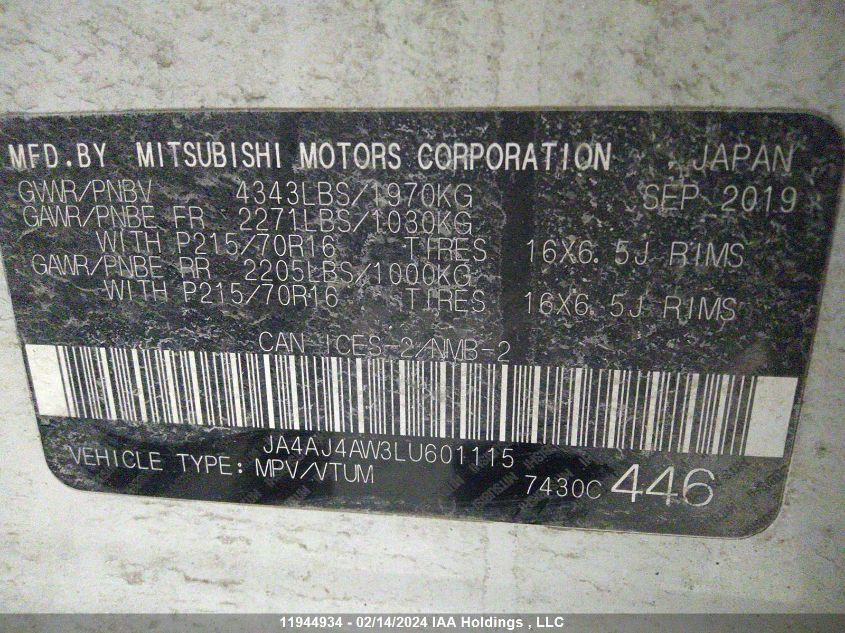 MFD.BY MITSUBISHI MOTORS CORPORATION JAPAN
GWWR/PNBV 4343LBS/1970KG SEP 2019
GAWR/PNBE FR 2271LBS/1030KG
WITH P215/70R16 TIRES 16X6.5J RIMS
GAWR/PNBE RR 2205LBS/1000KG
WITH P215/70R16 TIRES 16X6.5J RIMS
CAN ICES-2/NMB-2
JA4AJ4AW3LU601115
VEHICLE TYPE: MPV/VTUM
7430C 446
11944934 - 02/14/2024 IAA Holdings , LLC